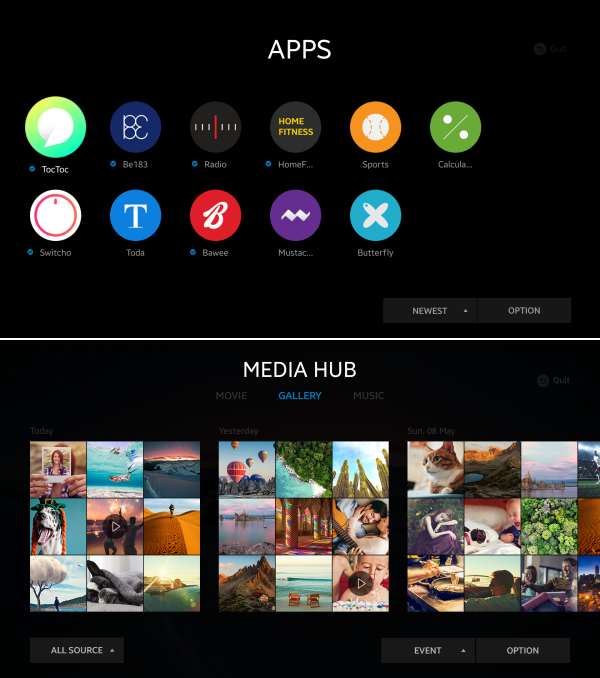 APPS
Quit
HOME
FITNESS
TocToc
Be183
Radio
HomeF...
Sports
Calcula...
T
B
Switcho
Toda
Bawee
Mustac...
Butterfly
NEWEST
OPTION
MEDIA HUB
Quit
MOVIE GALLERY MUSIC
Today
Yesterday
Sun. 08 May
ALL SOURCE
EVENT
OPTION